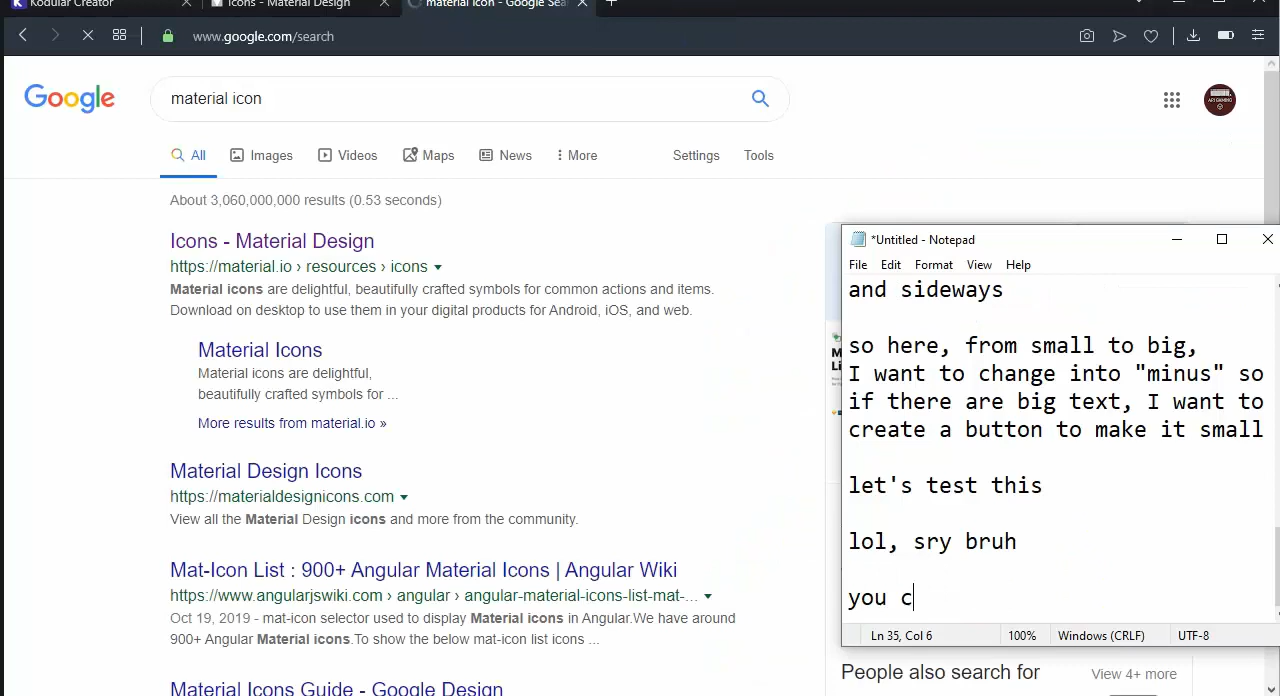 Kodular Creator
Icons - Material Design
material icon - Google Sea
www.google.com/search
Google
material icon
All
Images
Videos
Maps
News
More
Settings
Tools
About 3,060,000,000 results (0.53 seconds)
Icons - Material Design
https://material.io › resources › icons
Material icons are delightful, beautifully crafted symbols for common actions and items.
Download on desktop to use them in your digital products for Android, iOS, and web.
Material Icons
Material icons are delightful,
beautifully crafted symbols for ...
More results from material.io »
Material Design Icons
https://materialdesignicons.com
View all the Material Design icons and more from the community.
Mat-Icon List : 900+ Angular Material Icons | Angular Wiki
https://www.angularjswiki.com › angular › angular-material-icons-list-mat-...
Oct 19, 2019 - mat-icon selector used to display Material icons in Angular.We have around
900+ Angular Material icons.To show the below mat-icon list icons ...
Material Icons Guide - Google Design
*Untitled - Notepad
File Edit Format View Help
and sideways
so here, from small to big,
I want to change into "minus" so
if there are big text, I want to
create a button to make it small
let's test this
lol, sry bruh
you c
Ln 35, Col 6
100%
Windows (CRLF)
UTF-8
People also search for
View 4+ more